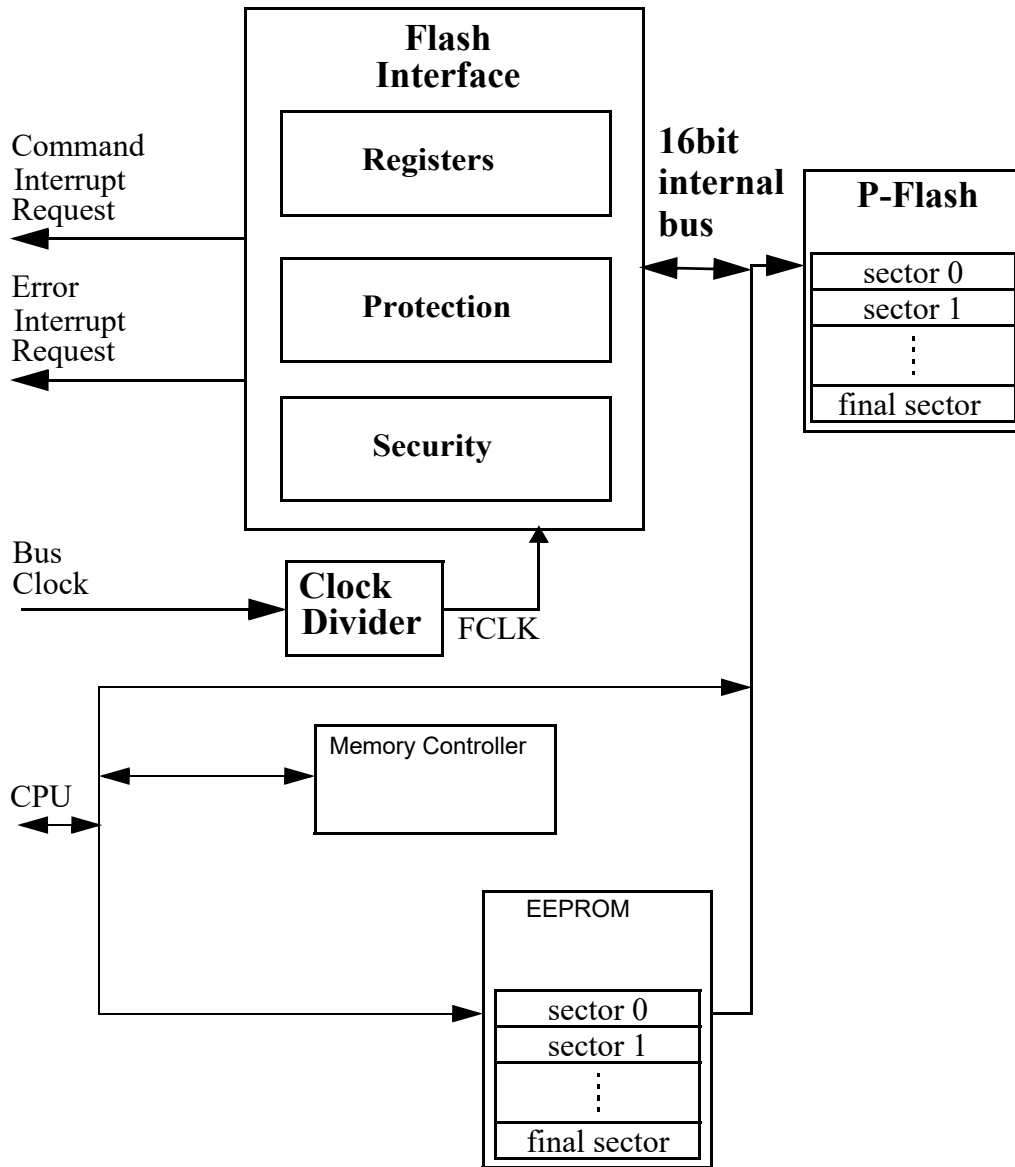 Flash
Interface
Registers
Protection
Security
Command
Interrupt
Request
Error
Interrupt
Request
16bit
internal
bus
P-Flash
sector 0
sector 1
final sector
Bus
Clock
Clock
Divider
FCLK
Memory Controller
CPU
EEPROM
sector 0
sector 1
final sector